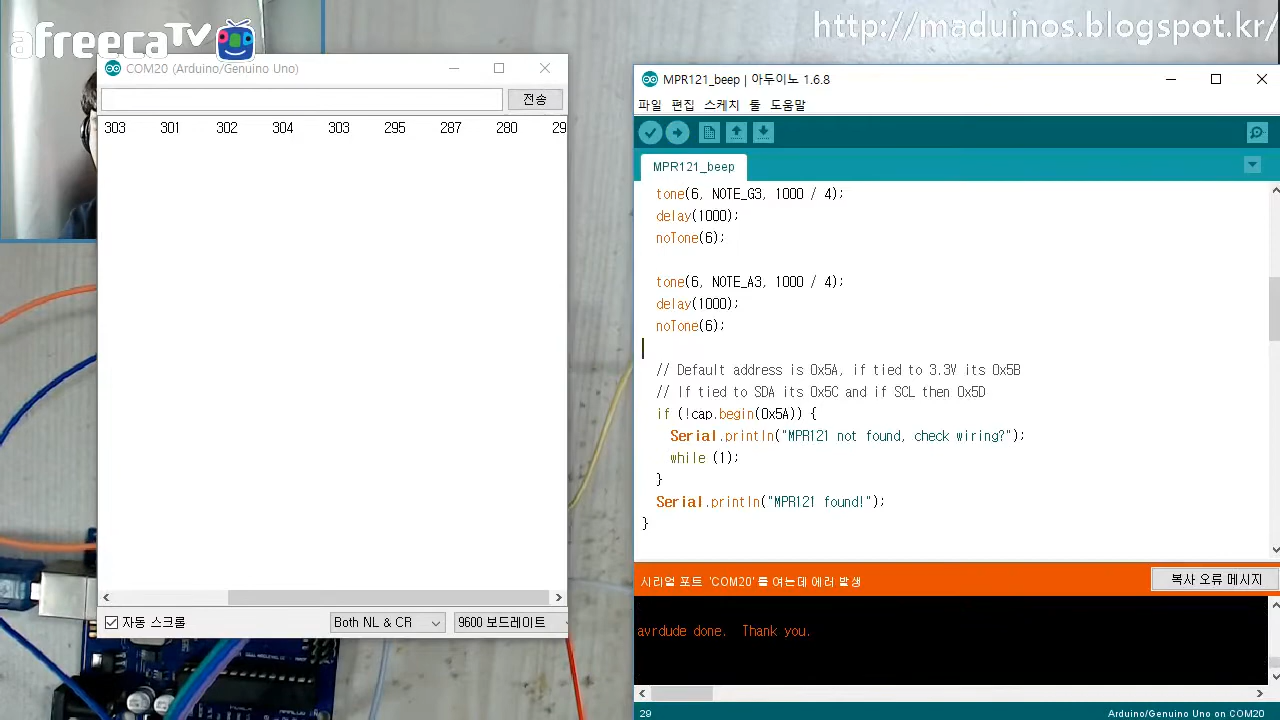 afreecaTV
http://maduinos.blogspot.kr/
COM20 (Arduino/Genuino Uno)
전송
303 301 302 304 303 295 287 280 29
자동 스크롤
Both NL & CR
9600 보드레이트
MPR121_beep | 아두이노 1.6.8
파일 편집 스케치 툴 도움말
MPR121_beep
tone(6, NOTE_G3, 1000 / 4);
delay(1000);
noTone(6);
tone(6, NOTE_A3, 1000 / 4);
delay(1000);
noTone(6);
// Default address is 0x5A, if tied to 3.3V its 0x5B
// If tied to SDA its 0x5C and if SCL then 0x5D
if (!cap.begin(0x5A)) {
Serial.println("MPR121 not found, check wiring?");
while (1);
}
Serial.println("MPR121 found!");
}
시리얼 포트 'COM20'를 여는데 에러 발생
복사 오류 메시지
avrdude done.  Thank you.
29
Arduino/Genuino Uno on COM20